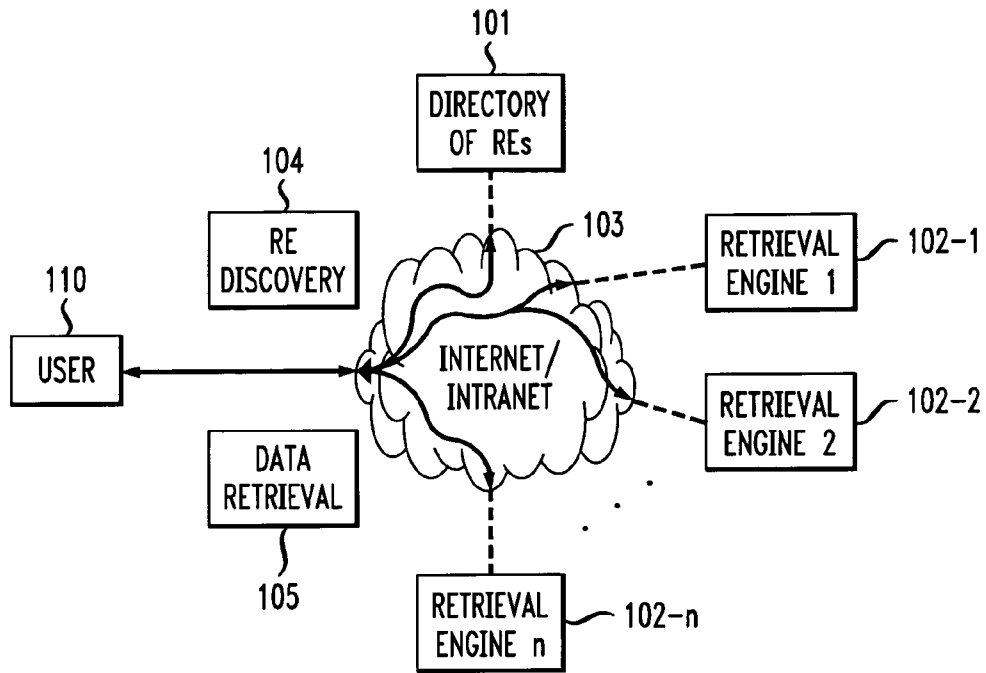 101
DIRECTORY
OF REs
104
RE
DISCOVERY
103
RETRIEVAL
ENGINE 1
102-1
110
USER
INTERNET/
INTRANET
RETRIEVAL
ENGINE 2
102-2
DATA
RETRIEVAL
105
RETRIEVAL
ENGINE n
102-n